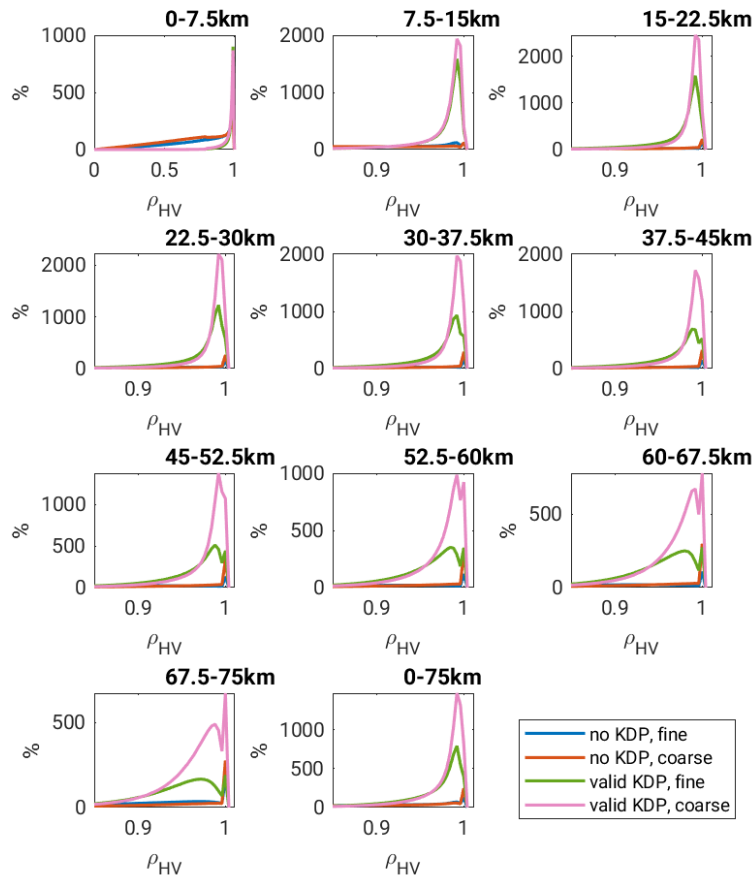 0-7.5km 7.5-15km 15-22.5km
1000 2000 2000
% 500 % 1000 % 1000
0 0 0
0 0.5 1 0.9 1 0.9 1
ρHV ρHV ρHV
22.5-30km 30-37.5km 37.5-45km
2000 2000 2000
% 1000 % 1000 % 1000
0 0 0
0.9 1 0.9 1 0.9 1
ρHV ρHV ρHV
45-52.5km 52.5-60km 60-67.5km
1000 1000
% 500 % 500 % 500
0 0 0
0.9 1 0.9 1 0.9 1
ρHV ρHV ρHV
67.5-75km 0-75km
500 1000
% % 500
0 0
0.9 1 0.9 1
ρHV ρHV
no KDP, fine
no KDP, coarse
valid KDP, fine
valid KDP, coarse